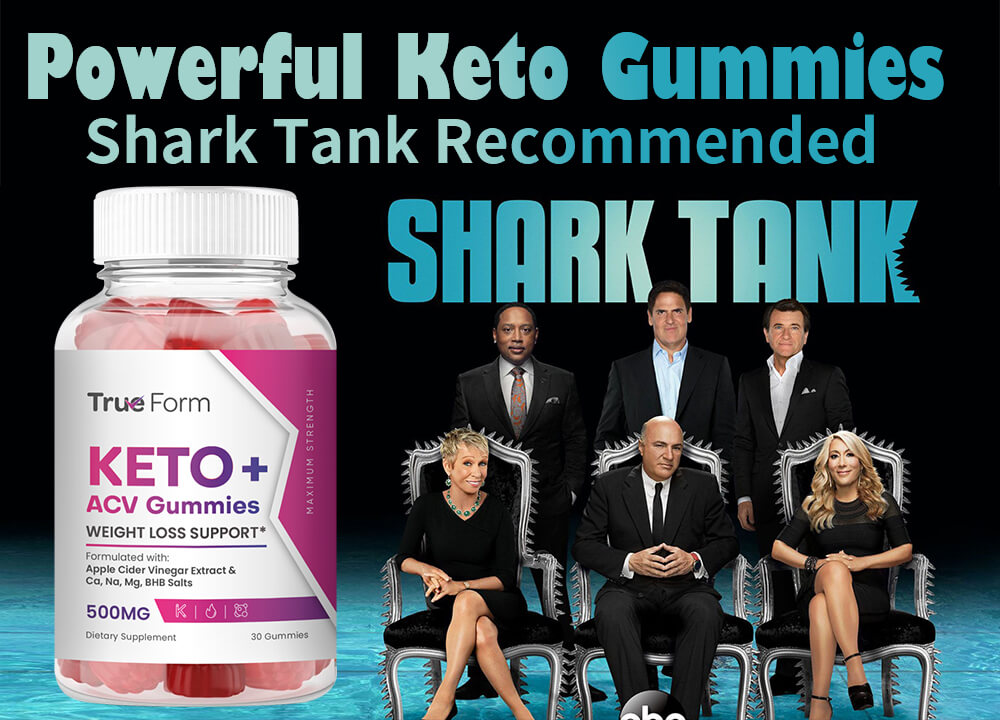 Powerful Keto Gummies
Shark Tank Recommended
SHARK TANK
True Form
KETO +
ACV Gummies
WEIGHT LOSS SUPPORT*
Formulated with:
Apple Cider Vinegar Extract &
Ca, Na, Mg, BHB Salts
500MG
K
Dietary Supplement
30 Gummies
MAXIMUM STRENGTH
abc